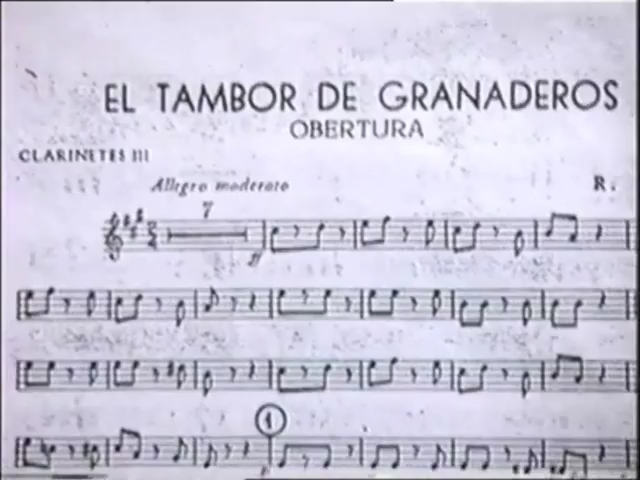 EL TAMBOR DE GRANADEROS
OBERTURA
CLARINETES III
Allegro moderato
R.
7
1